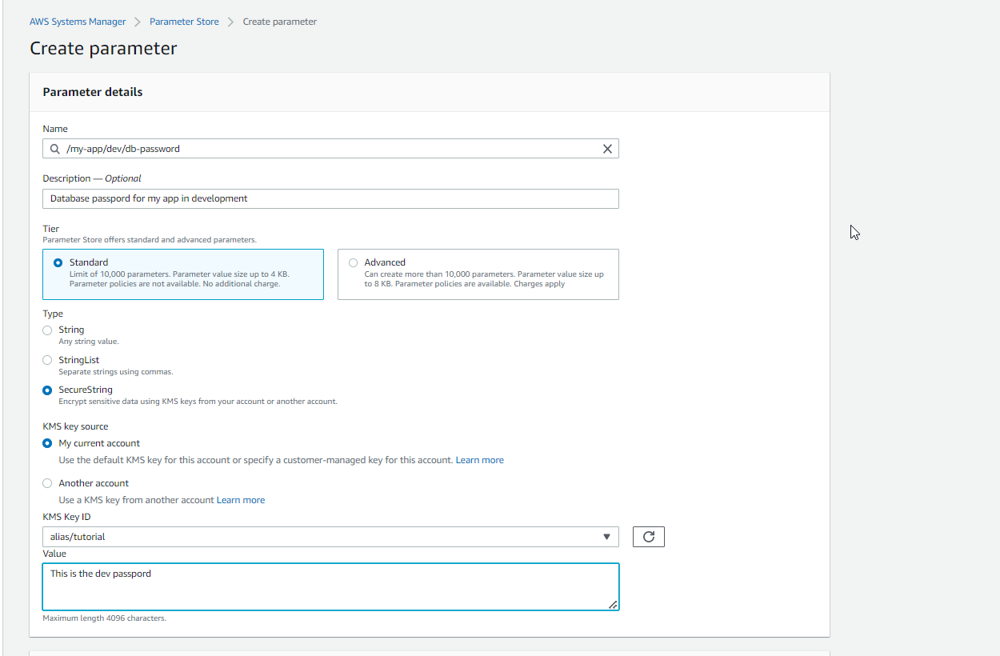 AWS Systems Manager > Parameter Store > Create parameter
Create parameter
Parameter details
Name
/my-app/dev/db-password
Description — Optional
Database passpord for my app in development
Tier
Parameter Store offers standard and advanced parameters.
Standard
Limit of 10,000 parameters. Parameter value size up to 4 KB.
Parameter policies are not available. No additional charge.
Advanced
Can create more than 10,000 parameters. Parameter value size up
to 8 KB. Parameter policies are available. Charges apply
Type
String
Any string value.
StringList
Separate strings using commas.
SecureString
Encrypt sensitive data using KMS keys from your account or another account.
KMS key source
My current account
Use the default KMS key for this account or specify a customer-managed key for this account. Learn more
Another account
Use a KMS key from another account Learn more
KMS Key ID
alias/tutorial
Value
This is the dev passpord
Maximum length 4096 characters.